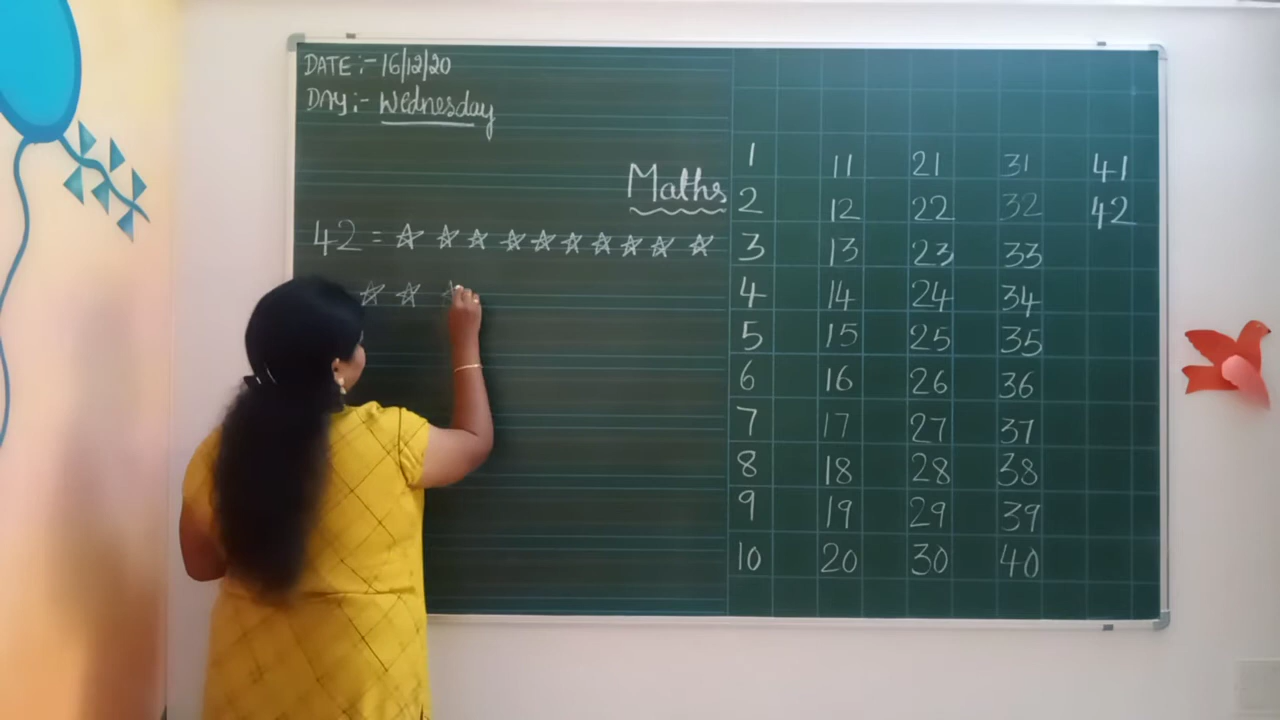 DATE :- 16/12/20
DAY :- Wednesday
Maths
42 =
1 11 21 31 41
2 12 22 32 42
3 13 23 33
4 14 24 34
5 15 25 35
6 16 26 36
7 17 27 37
8 18 28 38
9 19 29 39
10 20 30 40